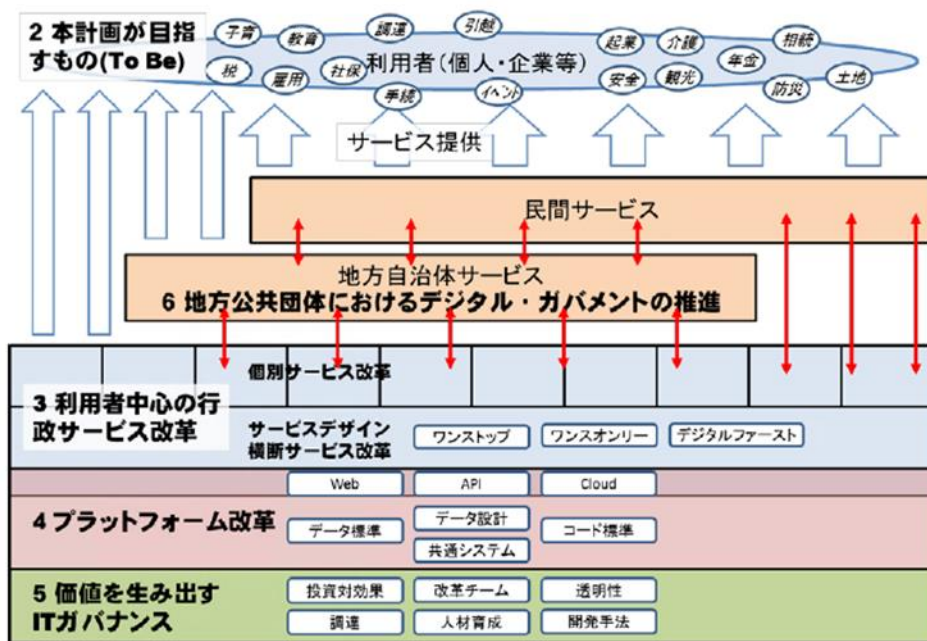 2 本計画が目指すもの(To Be)
子育
教育
調達
引越
起業
介護
年金
相続
税
雇用
社保
利用者(個人・企業等)
手続
イベント
安全
観光
防災
土地
サービス提供
民間サービス
地方自治体サービス
6 地方公共団体におけるデジタル・ガバメントの推進
個別サービス改革
3 利用者中心の行政サービス改革
サービスデザイン
横断サービス改革
ワンストップ
ワンスオンリー
デジタルファースト
Web
API
Cloud
4 プラットフォーム改革
データ標準
データ設計
共通システム
コード標準
5 価値を生み出す
ITガバナンス
投資対効果
改革チーム
透明性
調達
人材育成
開発手法